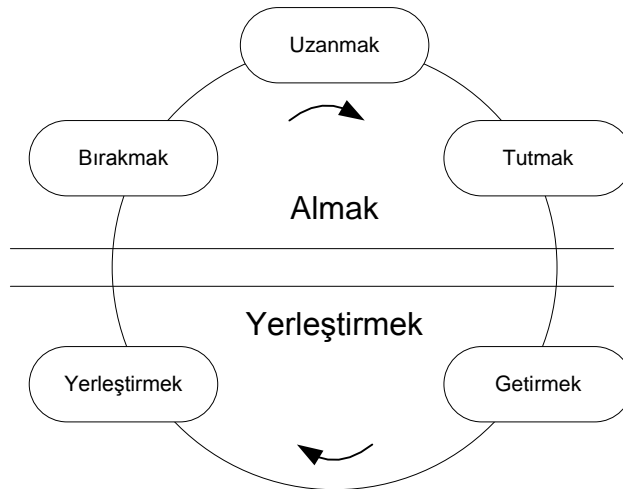 Uzanmak
Bırakmak
Tutmak
Almak
Yerleştirmek
Yerleştirmek
Getirmek